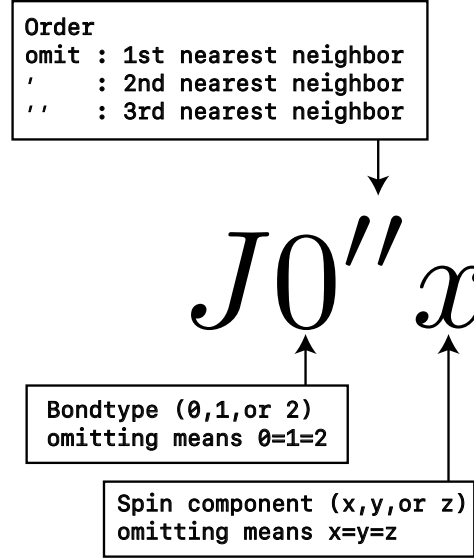 Order
omit : 1st nearest neighbor
′ : 2nd nearest neighbor
′′ : 3rd nearest neighbor
J0′′x
Bondtype (0,1,or 2)
omitting means 0=1=2
Spin component (x,y,or z)
omitting means x=y=z